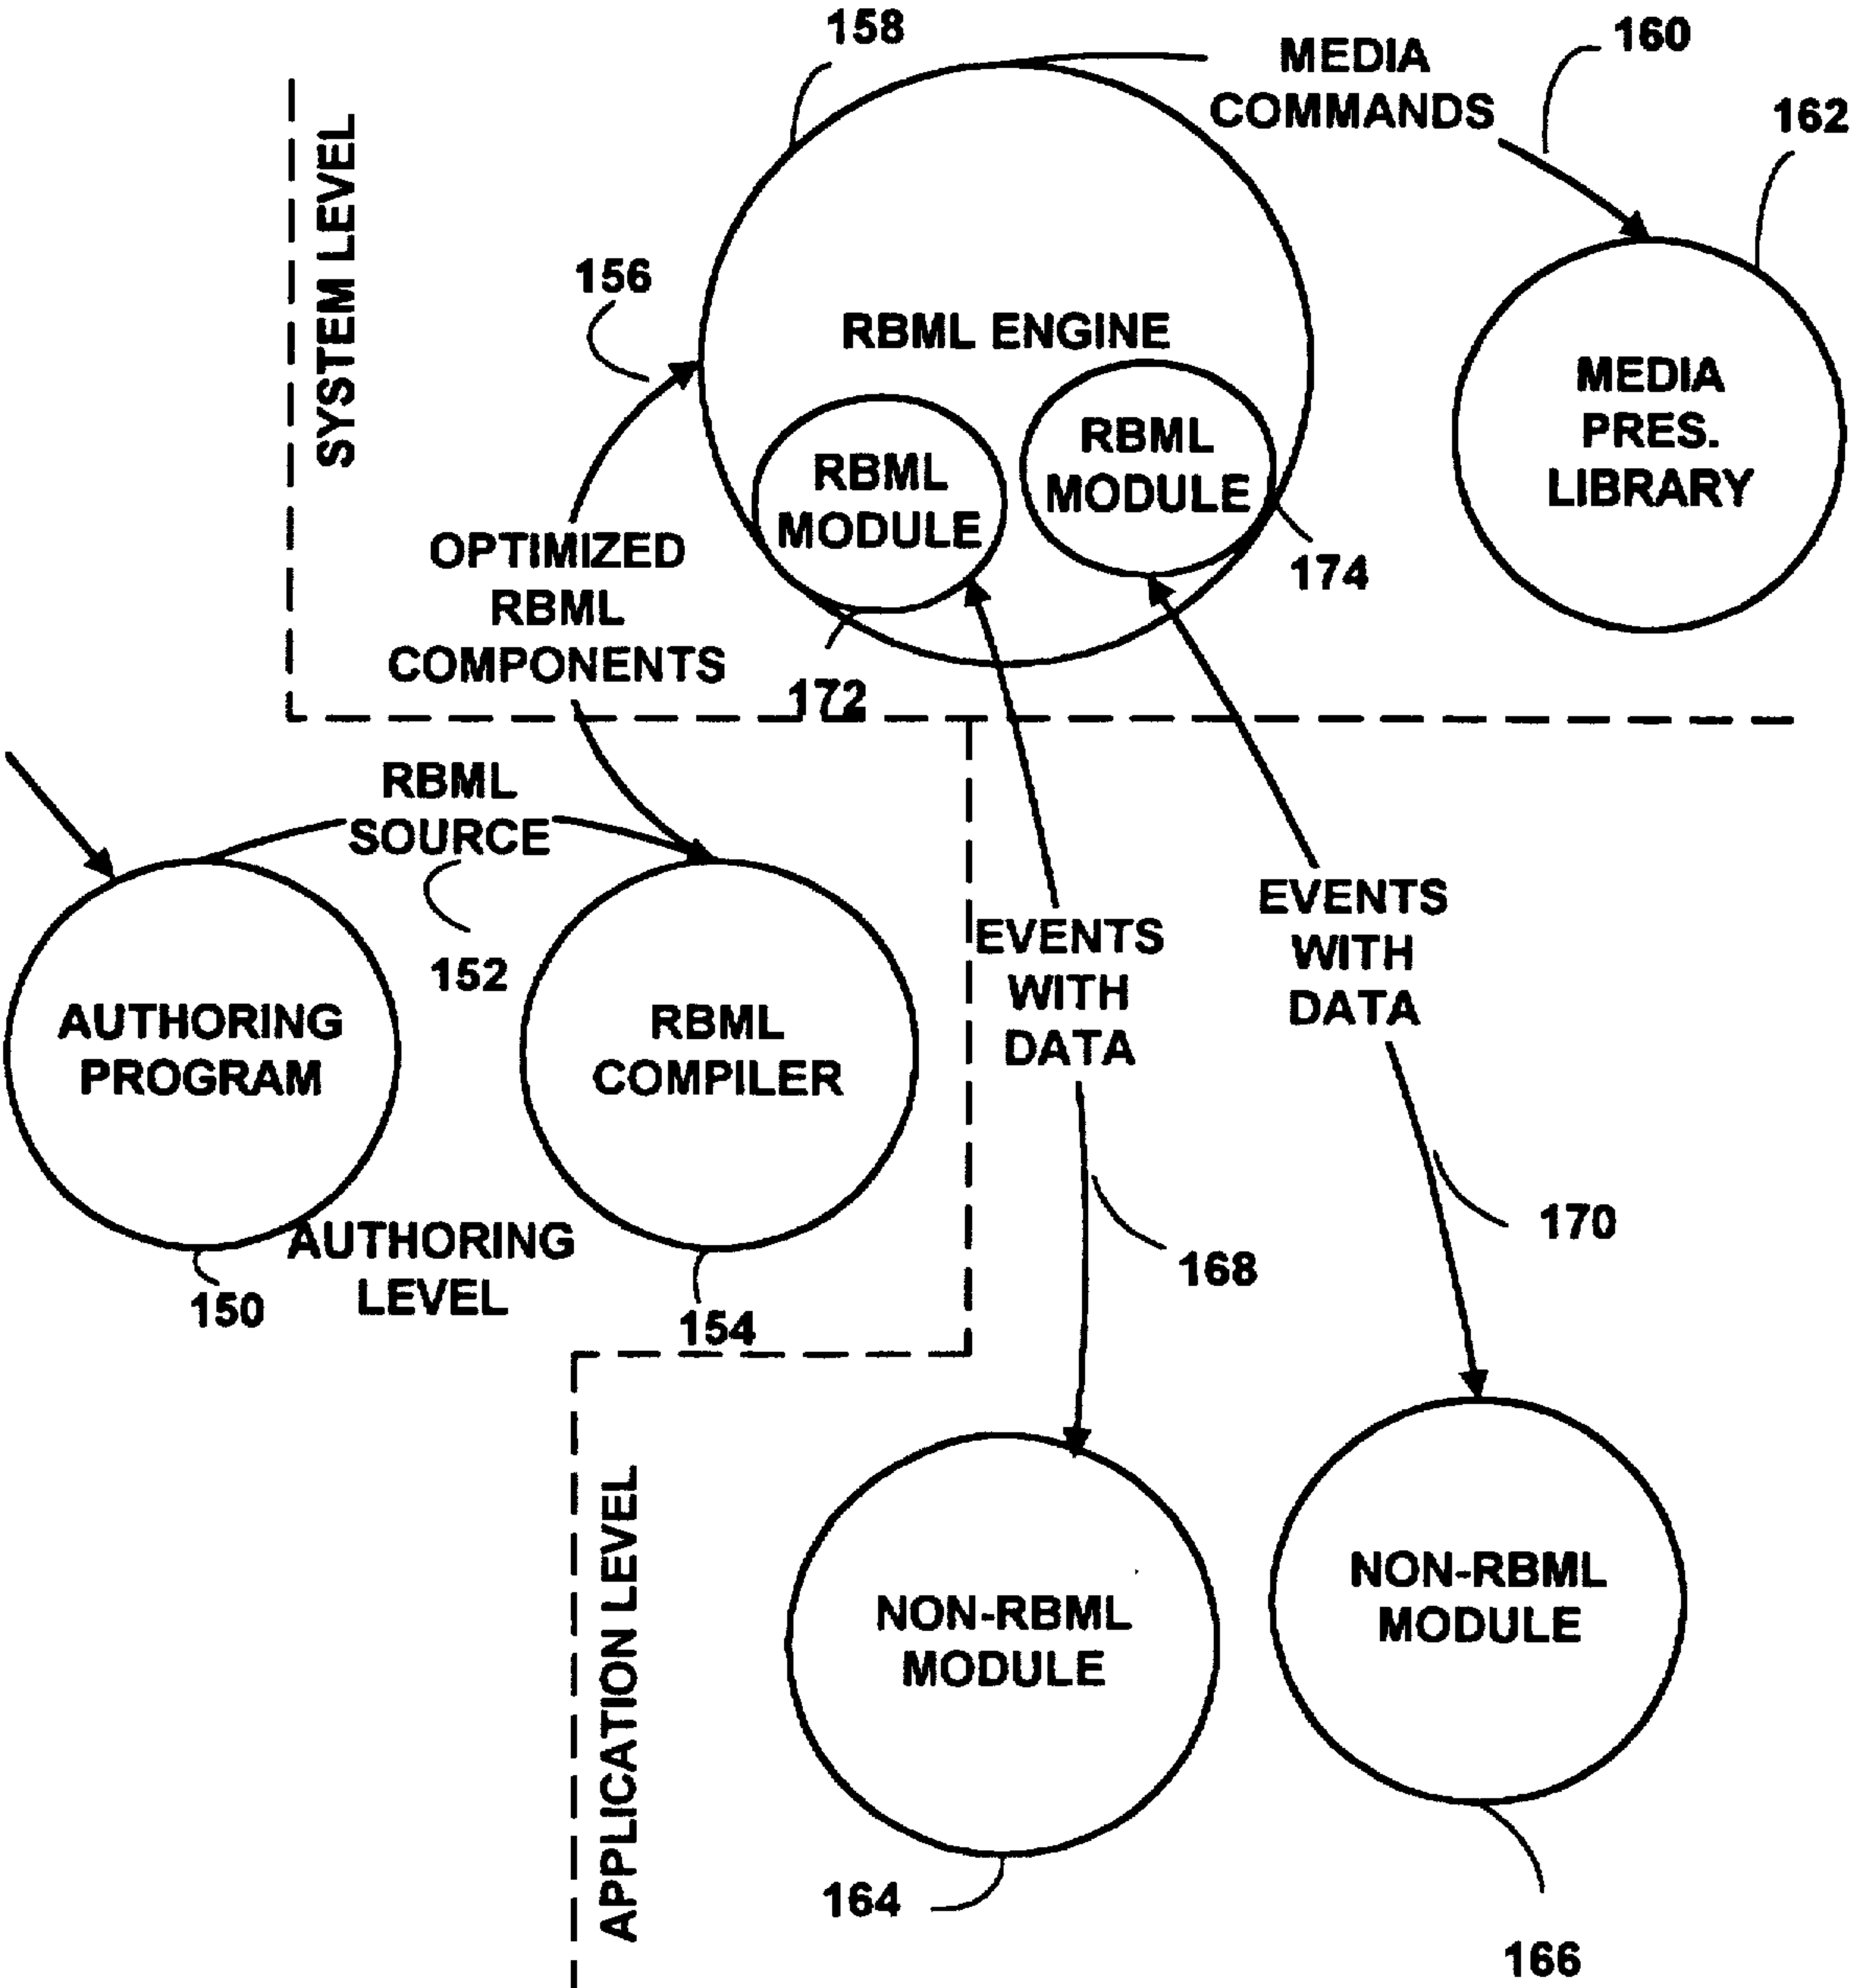 158
MEDIA
COMMANDS
160
162
SYSTEM LEVEL
156
RBML ENGINE
RBML
MODULE
RBML
MODULE
MEDIA
PRES.
LIBRARY
174
OPTIMIZED
RBML
COMPONENTS
172
RBML
SOURCE
152
AUTHORING
PROGRAM
RBML
COMPILER
EVENTS
WITH
DATA
EVENTS
WITH
DATA
AUTHORING
LEVEL
150
154
168
170
APPLICATION LEVEL
NON-RBML
MODULE
NON-RBML
MODULE
164
166